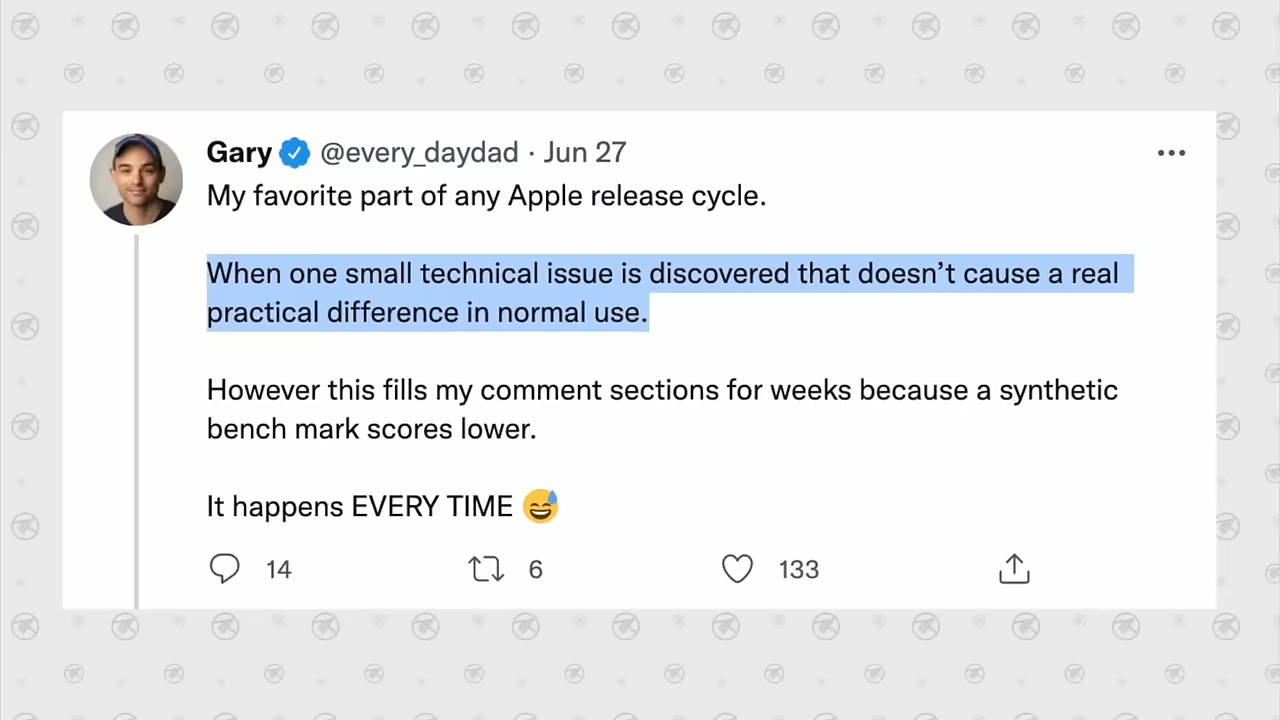 Gary @every_daydad · Jun 27
My favorite part of any Apple release cycle.
When one small technical issue is discovered that doesn’t cause a real
practical difference in normal use.
However this fills my comment sections for weeks because a synthetic
bench mark scores lower.
It happens EVERY TIME 😅
14 6 133